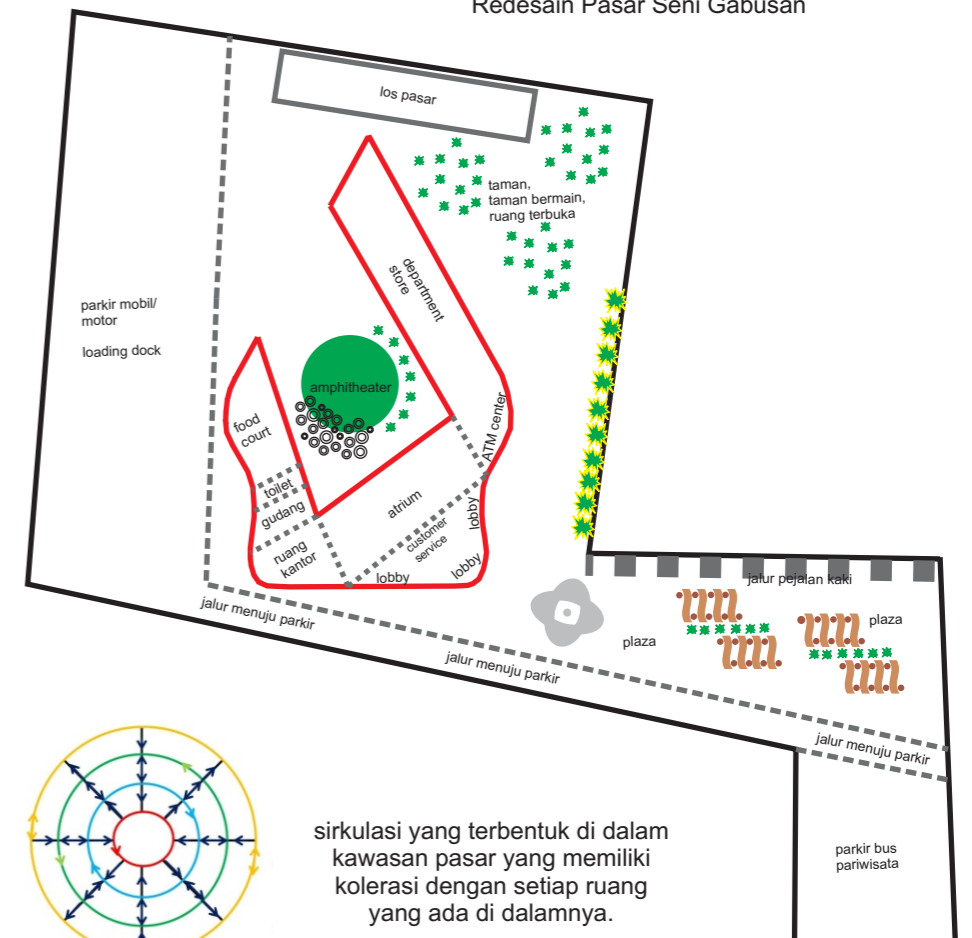 Redesain Pasar Seni Gabusan
los pasar
taman,
taman bermain,
ruang terbuka
department
store
parkir mobil/
motor
loading dock
amphitheater
food
court
ATM center
toilet
gudang
atrium
ruang
kantor
customer
service
lobby
lobby
lobby
jalur pejalan kaki
plaza
plaza
jalur menuju parkir
jalur menuju parkir
jalur menuju parkir
sirkulasi yang terbentuk di dalam
kawasan pasar yang memiliki
kolerasi dengan setiap ruang
yang ada di dalamnya.
parkir bus
pariwisata